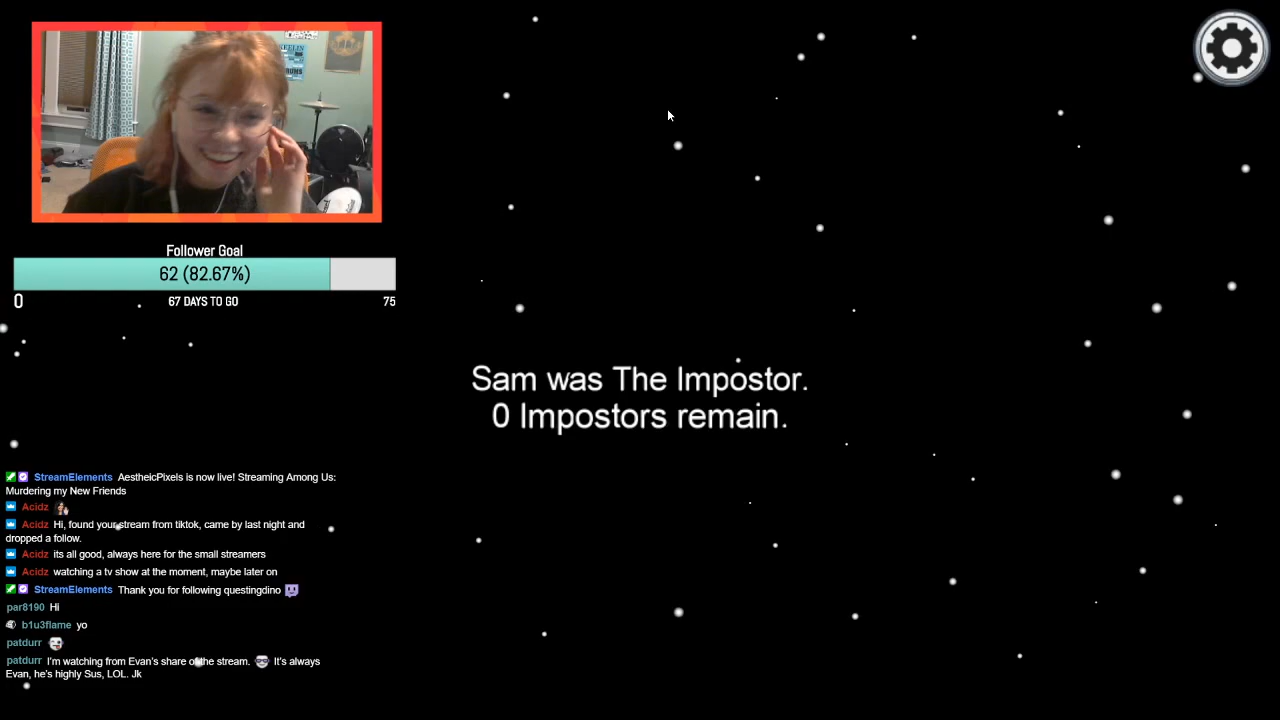 Follower Goal
62 (82.67%)
0
67 DAYS TO GO
75
Sam was The Impostor.
0 Impostors remain.
StreamElements AestheicPixels is now live! Streaming Among Us:
Murdering my New Friends
Acidz
Acidz Hi, found your stream from tiktok, came by last night and
dropped a follow.
Acidz its all good, always here for the small streamers
Acidz watching a tv show at the moment, maybe later on
StreamElements Thank you for following questingdino
par8190 Hi
b1u3flame yo
patdurr
patdurr I'm watching from Evan's share of the stream. It's always
Evan, he's highly Sus, LOL. Jk